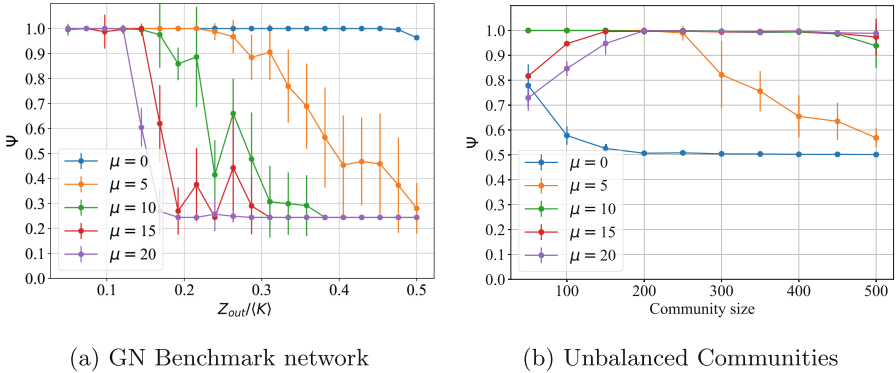 1.0
0.9
0.8
0.7
0.6
0.5
0.4
0.3
0.2
0.1
0.0
Ψ
μ = 0
μ = 5
μ = 10
μ = 15
μ = 20
0.1 0.2 0.3 0.4 0.5
Z_out/⟨K⟩
(a) GN Benchmark network
1.0
0.9
0.8
0.7
0.6
0.5
0.4
0.3
0.2
0.1
0.0
Ψ
μ = 0
μ = 5
μ = 10
μ = 15
μ = 20
100 200 300 400 500
Community size
(b) Unbalanced Communities